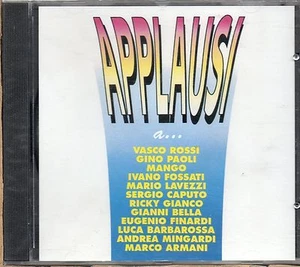 APPLAUSI
a...
VASCO ROSSI
GINO PAOLI
MANGO
IVANO FOSSATI
MARIO LAVEZZI
SERGIO CAPUTO
RICKY GIANCO
GIANNI BELLA
EUGENIO FINARDI
LUCA BARBAROSSA
ANDREA MINGARDI
MARCO ARMANI